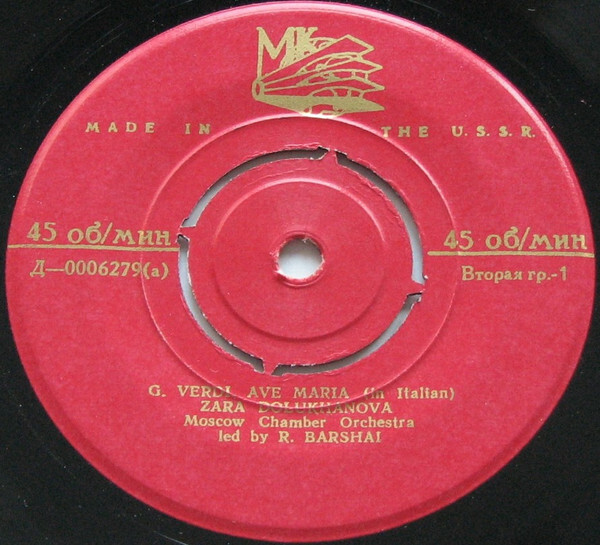 МК
MADE IN THE U.S.S.R.
45 об/мин 45 об/мин
Д—0006279(а) Вторая гр.-1
G. VERDI. AVE MARIA (in Italian)
ZARA DOLUKHANOVA
Moscow Chamber Orchestra
led by R. BARSHAI